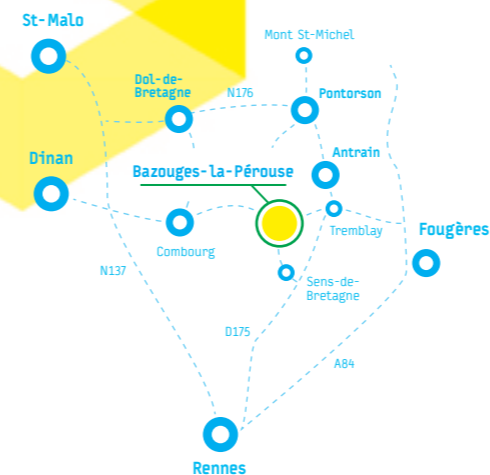 St-Malo
Mont St-Michel
Dol-de-
Bretagne
N176
Pontorson
Antrain
Dinan
Bazouges-la-Pérouse
Tremblay
Fougères
Combourg
N137
Sens-de-
Bretagne
D175
A84
Rennes